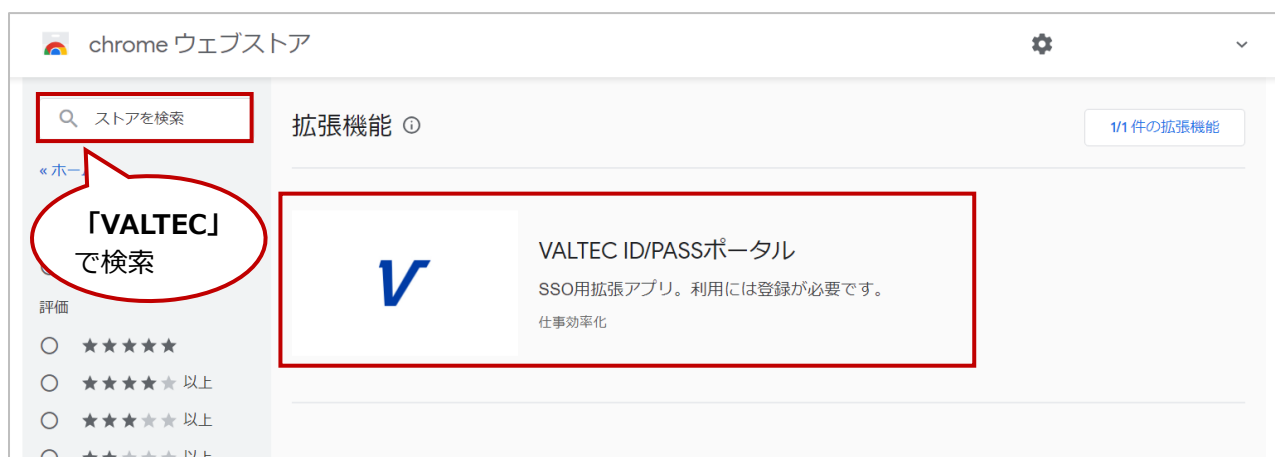 chrome ウェブストア
ストアを検索
拡張機能
1/1 件の拡張機能
« ホー
「VALTEC」
で検索
V
VALTEC ID/PASSポータル
SSO用拡張アプリ。利用には登録が必要です。
仕事効率化
評価
★★★★★
★★★★★ 以上
★★★★★ 以上
★★★★★ 以上